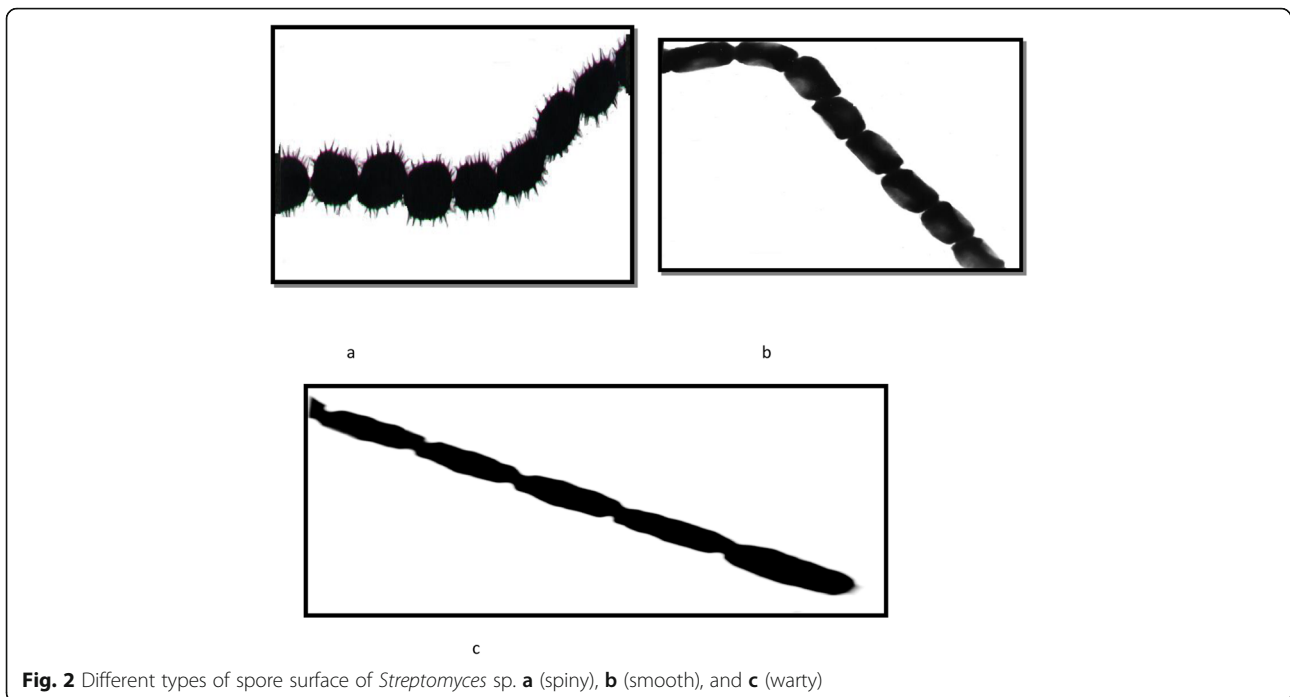 a
b
c
Fig. 2 Different types of spore surface of Streptomyces sp. a (spiny), b (smooth), and c (warty)